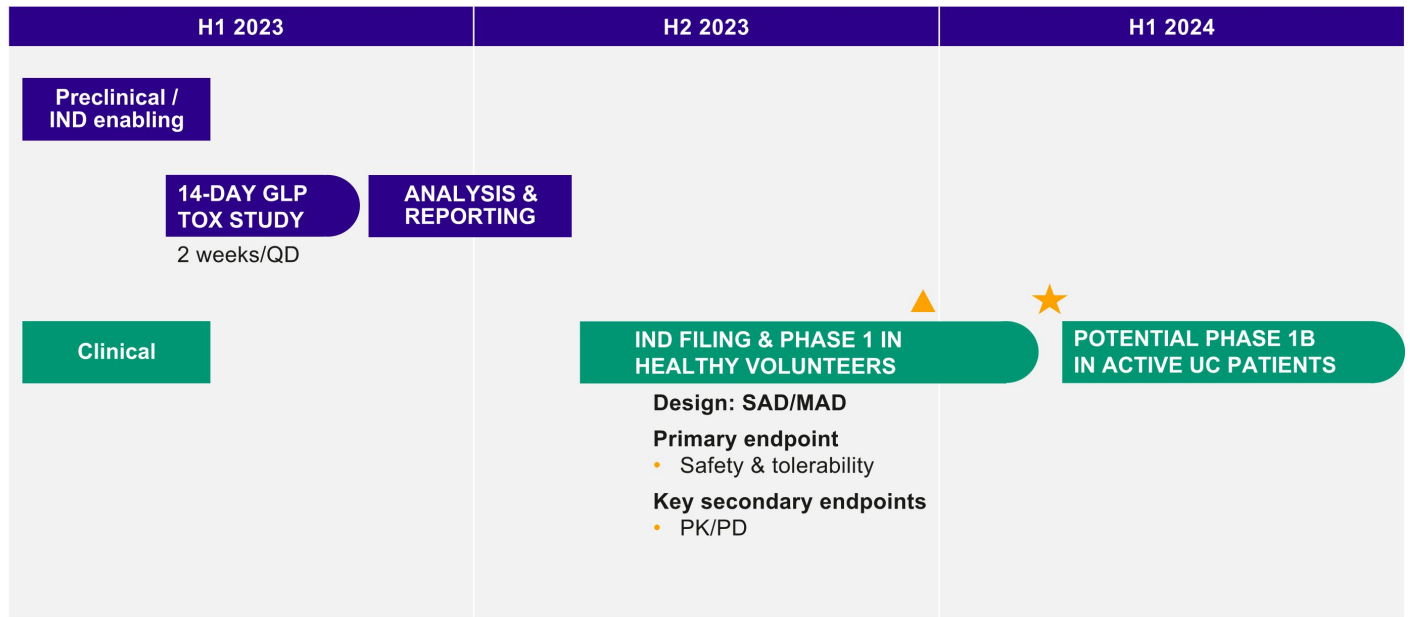 H1 2023
H2 2023
H1 2024
Preclinical /
IND enabling
14-DAY GLP
TOX STUDY
2 weeks/QD
ANALYSIS &
REPORTING
Clinical
IND FILING & PHASE 1 IN
HEALTHY VOLUNTEERS
Design: SAD/MAD
Primary endpoint
• Safety & tolerability
Key secondary endpoints
• PK/PD
POTENTIAL PHASE 1B
IN ACTIVE UC PATIENTS